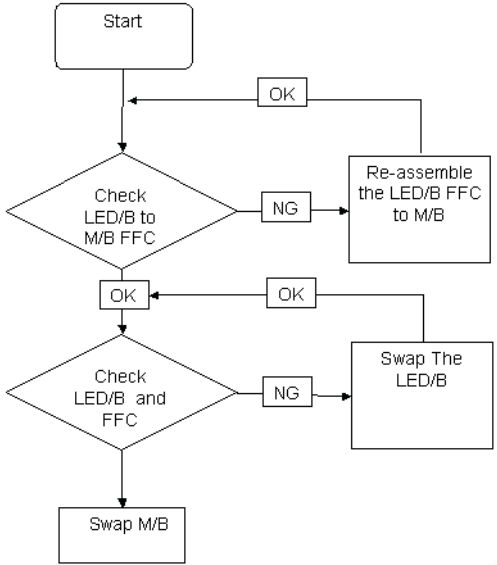 Start
OK
Check
LED/B to
M/B FFC
NG
Re-assemble
the LED/B FFC
to M/B
OK
OK
Check
LED/B and
FFC
NG
Swap The
LED/B
Swap M/B